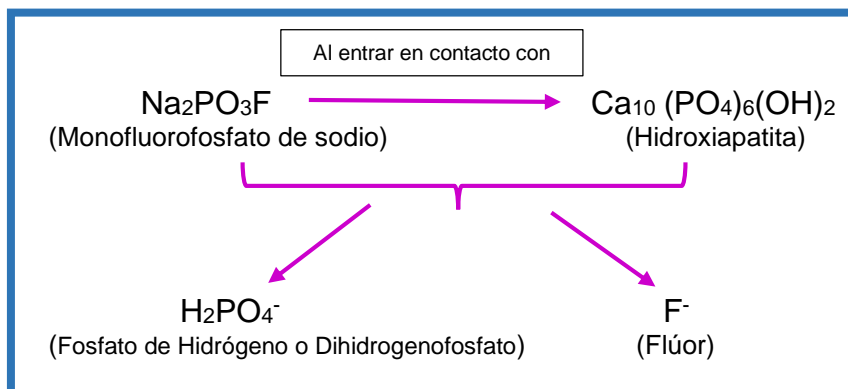 Al entrar en contacto con
Na₂PO₃F
Ca₁₀ (PO₄)₆(OH)₂
(Monofluorofosfato de sodio)
(Hidroxiapatita)
H₂PO₄⁻
F⁻
(Fosfato de Hidrógeno o Dihidrogenofosfato)
(Flúor)